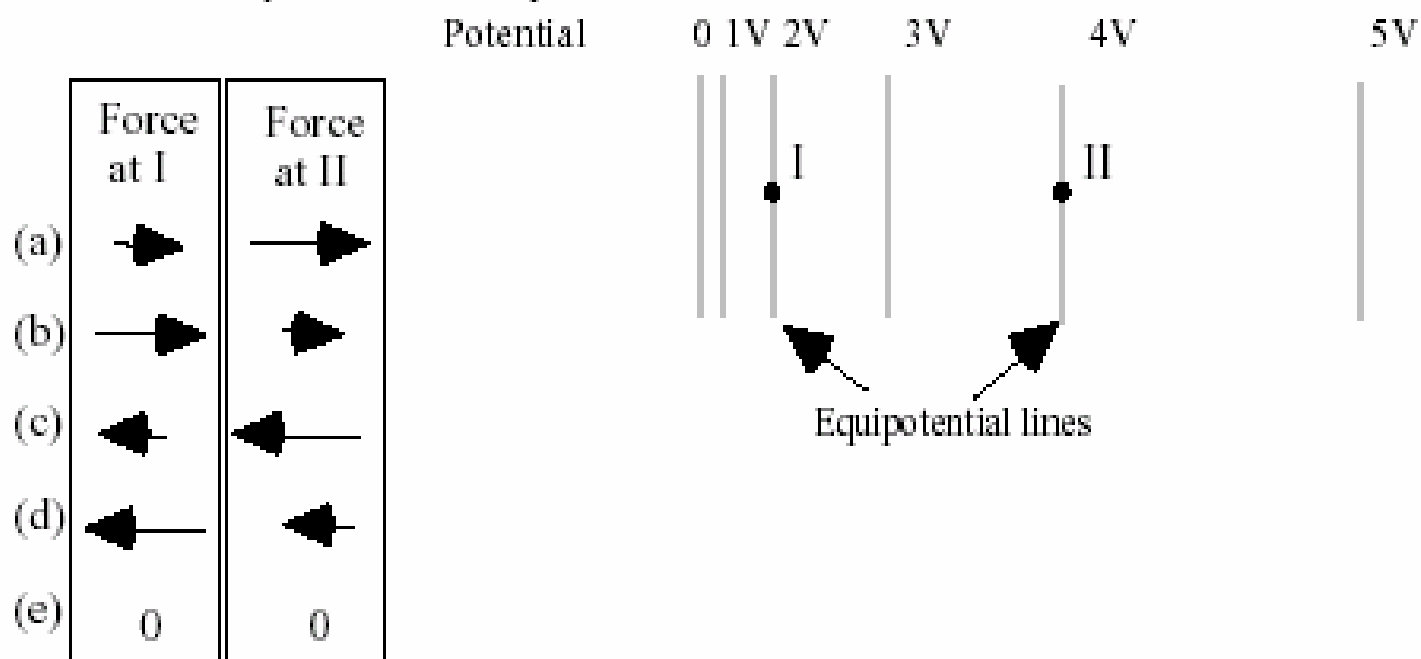 Potential 0 1V 2V 3V 4V 5V
Force at I
Force at II
I
II
(a)
(b)
(c)
(d)
(e) 0 0
Equipotential lines